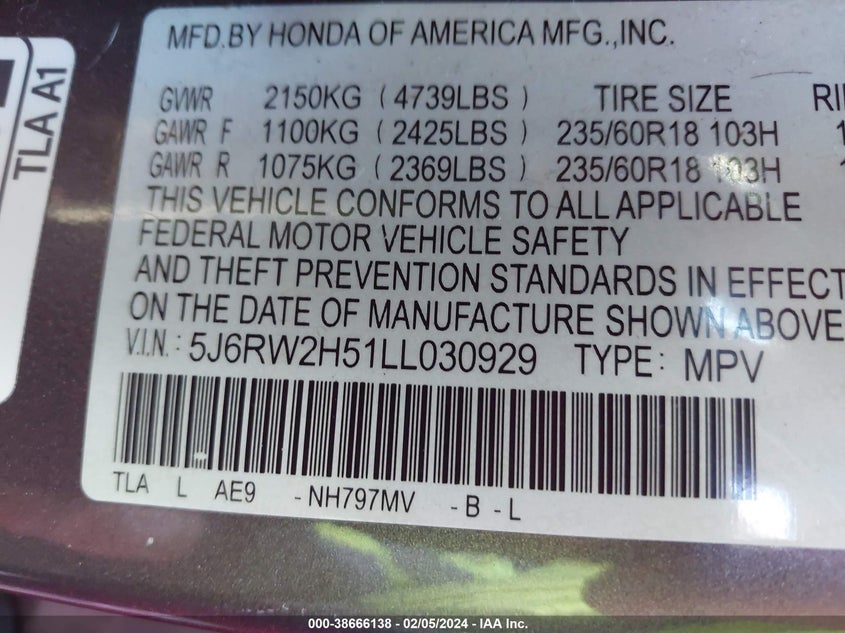 TLA A1
MFD.BY HONDA OF AMERICA MFG.,INC.
GVWR 2150KG ( 4739LBS ) TIRE SIZE
GAWR F 1100KG ( 2425LBS ) 235/60R18 103H
GAWR R 1075KG ( 2369LBS ) 235/60R18 103H
THIS VEHICLE CONFORMS TO ALL APPLICABLE
FEDERAL MOTOR VEHICLE SAFETY
AND THEFT PREVENTION STANDARDS IN EFFECT
ON THE DATE OF MANUFACTURE SHOWN ABOVE
V.I.N.: 5J6RW2H51LL030929 TYPE: MPV
TLA L AE9 -NH797MV -B -L
000-38666138 - 02/05/2024 - IAA Inc.